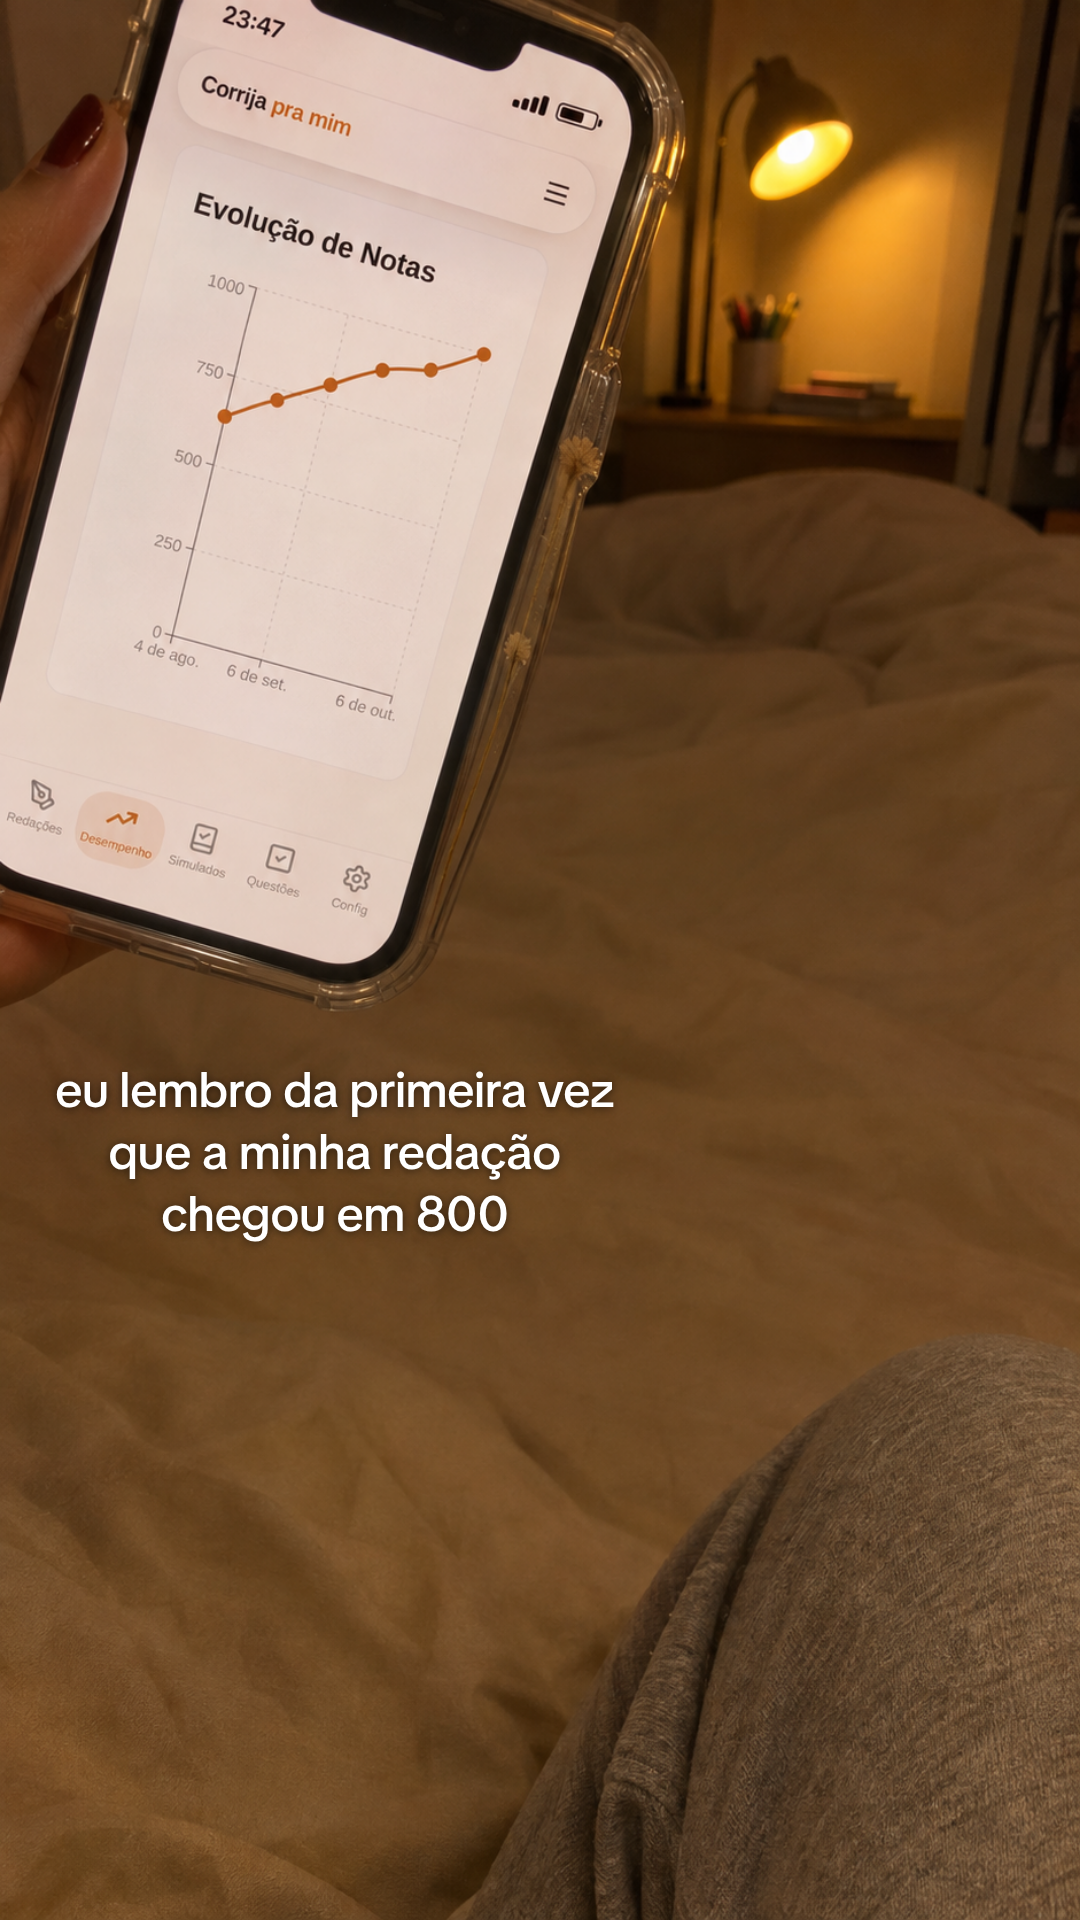 23:47
Corrija pra mim
Evolução de Notas
1000
750
500
250
0
4 de ago.
6 de set.
6 de out.
Redações
Desempenho
Simulados
Questões
Config
eu lembro da primeira vez
que a minha redação
chegou em 800